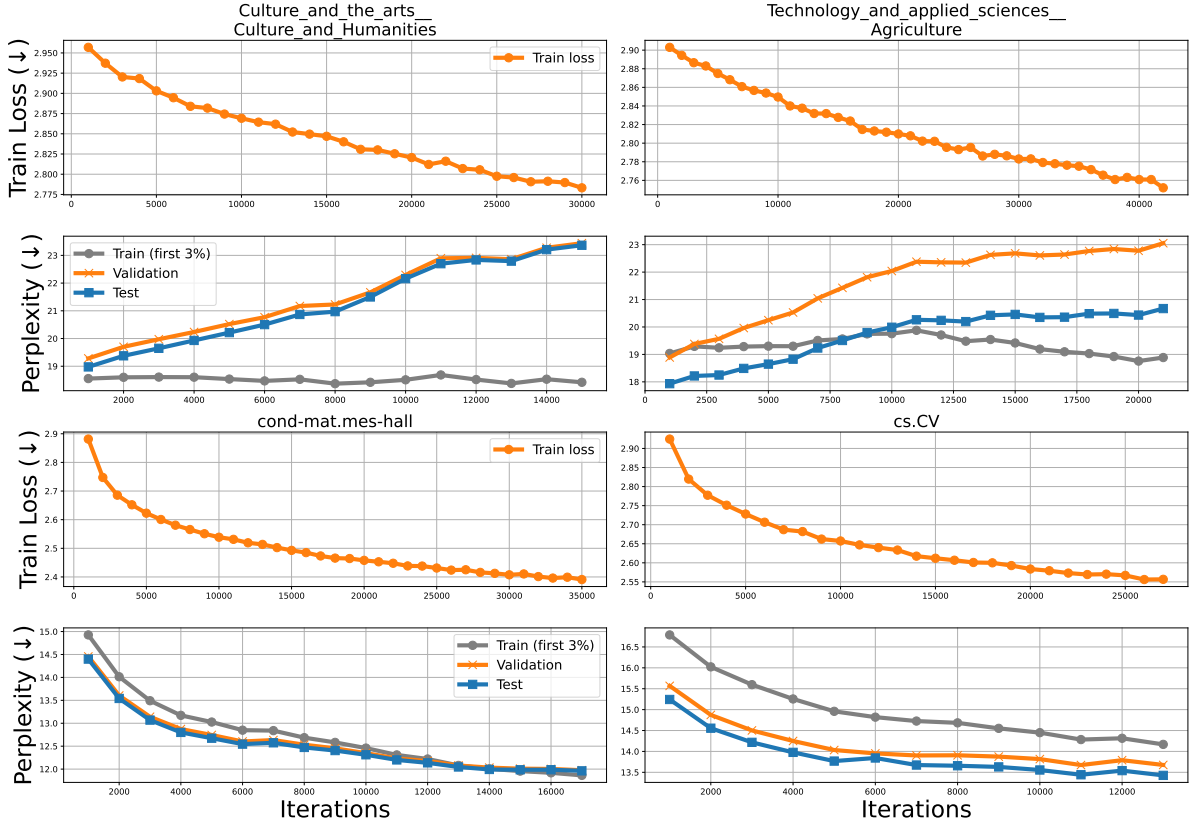 Culture_and_the_arts__
Culture_and_Humanities
Technology_and_applied_sciences__
Agriculture
Train Loss (↓)
2.950
2.925
2.900
2.875
2.850
2.825
2.800
2.775
Train loss
0 5000 10000 15000 20000 25000 30000
2.90
2.88
2.86
2.84
2.82
2.80
2.78
2.76
0 10000 20000 30000 40000
Perplexity (↓)
23
22
21
20
19
Train (first 3%)
Validation
Test
2000 4000 6000 8000 10000 12000 14000
23
22
21
20
19
18
0 2500 5000 7500 10000 12500 15000 17500 20000
cond-mat.mes-hall
cs.CV
Train Loss (↓)
2.9
2.8
2.7
2.6
2.5
2.4
Train loss
0 5000 10000 15000 20000 25000 30000 35000
2.90
2.85
2.80
2.75
2.70
2.65
2.60
2.55
0 5000 10000 15000 20000 25000
Perplexity (↓)
15.0
14.5
14.0
13.5
13.0
12.5
12.0
Train (first 3%)
Validation
Test
2000 4000 6000 8000 10000 12000 14000 16000
Iterations
16.5
16.0
15.5
15.0
14.5
14.0
13.5
2000 4000 6000 8000 10000 12000
Iterations